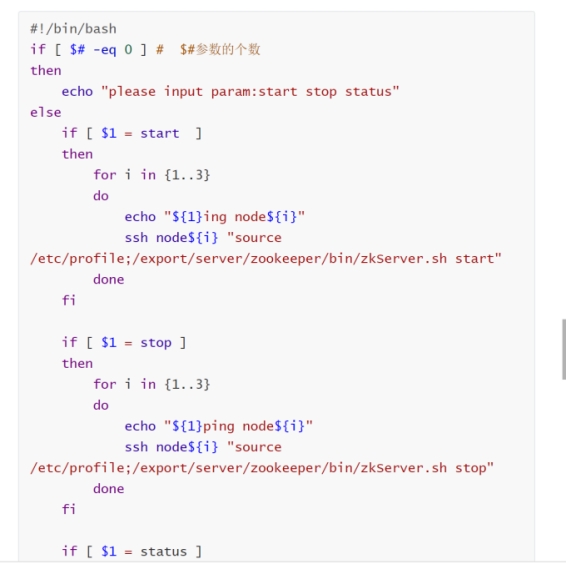 #!/bin/bash
if [ $# -eq 0 ] #  $#参数的个数
then
    echo "please input param:start stop status"
else
    if [ $1 = start  ]
    then
        for i in {1..3}
        do
            echo "${1}ing node${i}"
            ssh node${i} "source
/etc/profile;/export/server/zookeeper/bin/zkServer.sh start"
        done
    fi

    if [ $1 = stop ]
    then
        for i in {1..3}
        do
            echo "${1}ping node${i}"
            ssh node${i} "source
/etc/profile;/export/server/zookeeper/bin/zkServer.sh stop"
        done
    fi

    if [ $1 = status ]